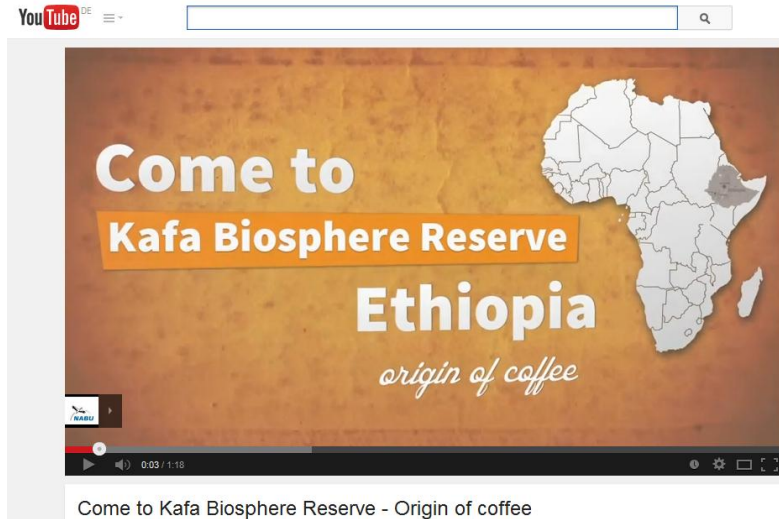 YouTube DE
Come to
Kafa Biosphere Reserve
Ethiopia
origin of coffee
NABU
0:03 / 1:18
Come to Kafa Biosphere Reserve - Origin of coffee